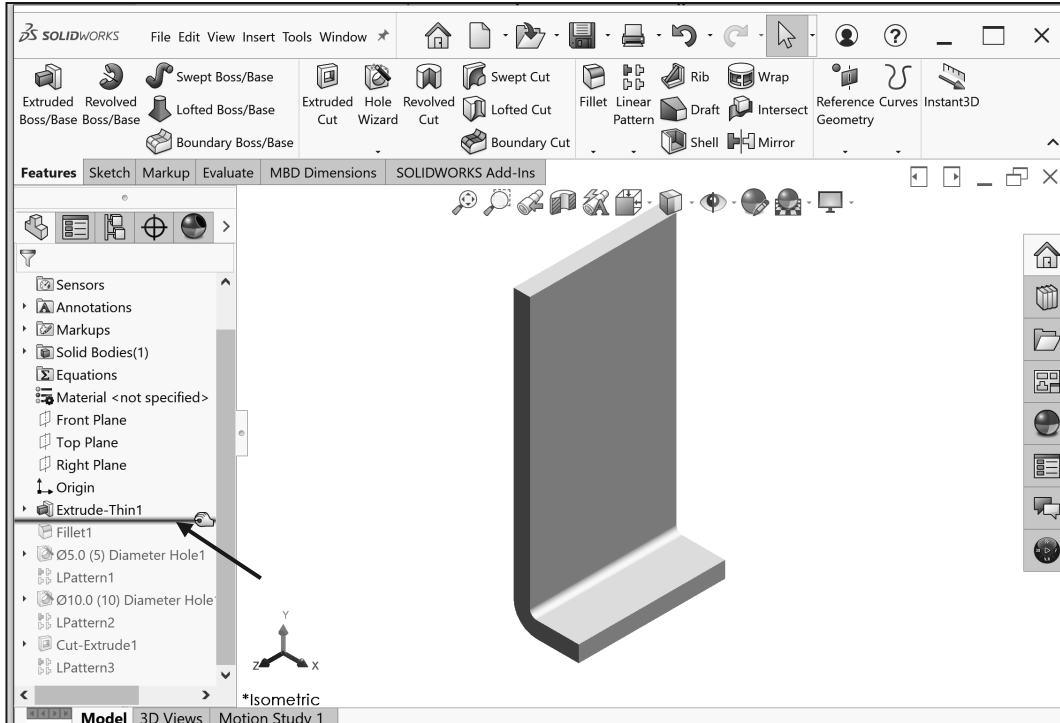 SOLIDWORKS File Edit View Insert Tools Window
Extruded Boss/Base
Revolved Boss/Base
Swept Boss/Base
Lofted Boss/Base
Boundary Boss/Base
Extruded Cut
Hole Wizard
Revolved Cut
Swept Cut
Lofted Cut
Boundary Cut
Fillet
Linear Pattern
Rib
Draft
Shell
Wrap
Intersect
Mirror
Reference Geometry
Curves
Instant3D
Features Sketch Markup Evaluate MBD Dimensions SOLIDWORKS Add-Ins
Sensors
Annotations
Markups
Solid Bodies(1)
Equations
Material <not specified>
Front Plane
Top Plane
Right Plane
Origin
Extrude-Thin1
Fillet1
Ø5.0 (5) Diameter Hole1
LPattern1
Ø10.0 (10) Diameter Hole
LPattern2
Cut-Extrude1
LPattern3
Y
Z X
*Isometric
Model 3D Views Motion Study 1